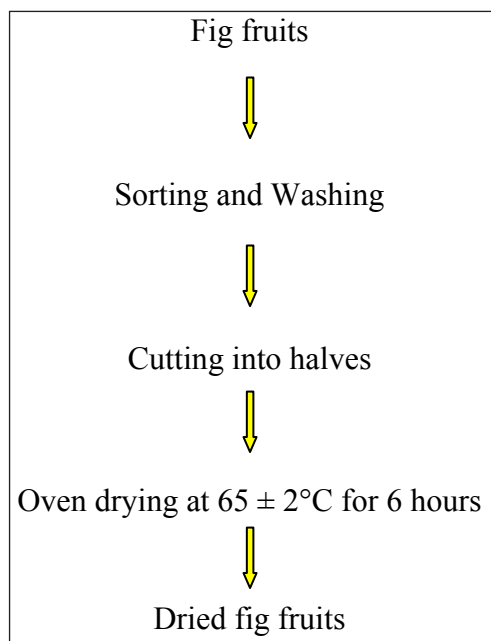 Fig fruits
Sorting and Washing
Cutting into halves
Oven drying at 65 ± 2°C for 6 hours
Dried fig fruits